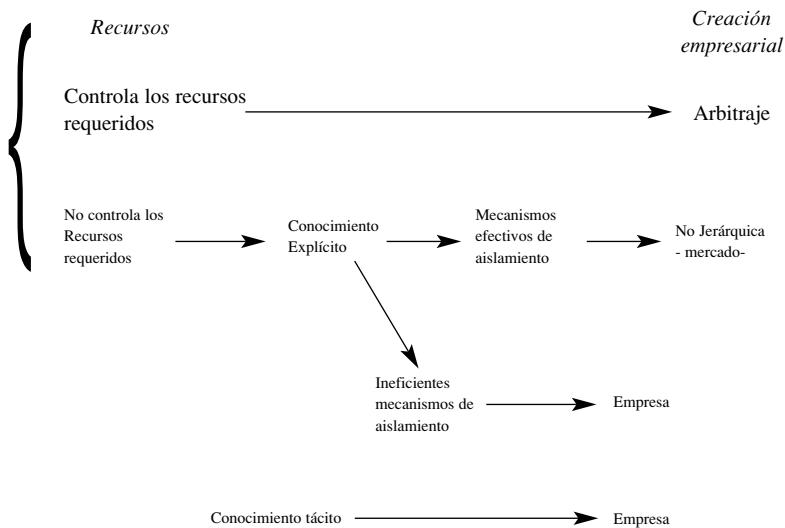 Recursos
Creación
empresarial
Controla los recursos
requeridos
Arbitraje
No controla los
Recursos
requeridos
Conocimiento
Explícito
Mecanismos
efectivos de
aislamiento
No Jerárquica
- mercado-
Ineficientes
mecanismos de
aislamiento
Empresa
Conocimiento tácito
Empresa